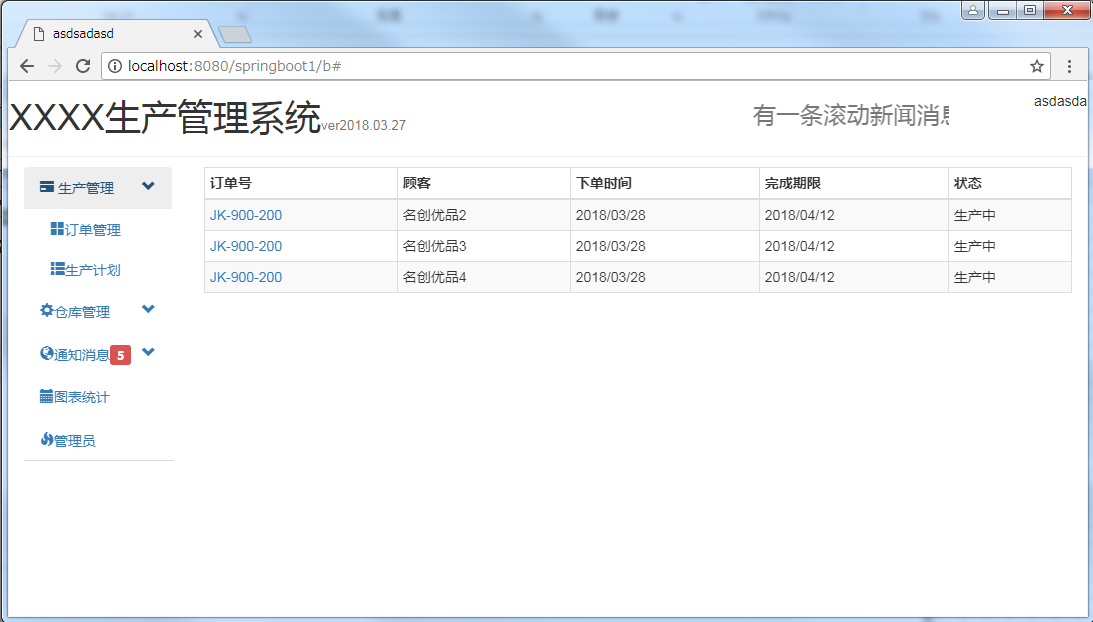 asdsadasd
localhost:8080/springboot1/b#
XXXX生产管理系统ver2018.03.27
有一条滚动新闻消
asdasda
生产管理
订单管理
生产计划
仓库管理
通知消息 5
图表统计
管理员
订单号 顾客 下单时间 完成期限 状态
JK-900-200 名创优品2 2018/03/28 2018/04/12 生产中
JK-900-200 名创优品3 2018/03/28 2018/04/12 生产中
JK-900-200 名创优品4 2018/03/28 2018/04/12 生产中